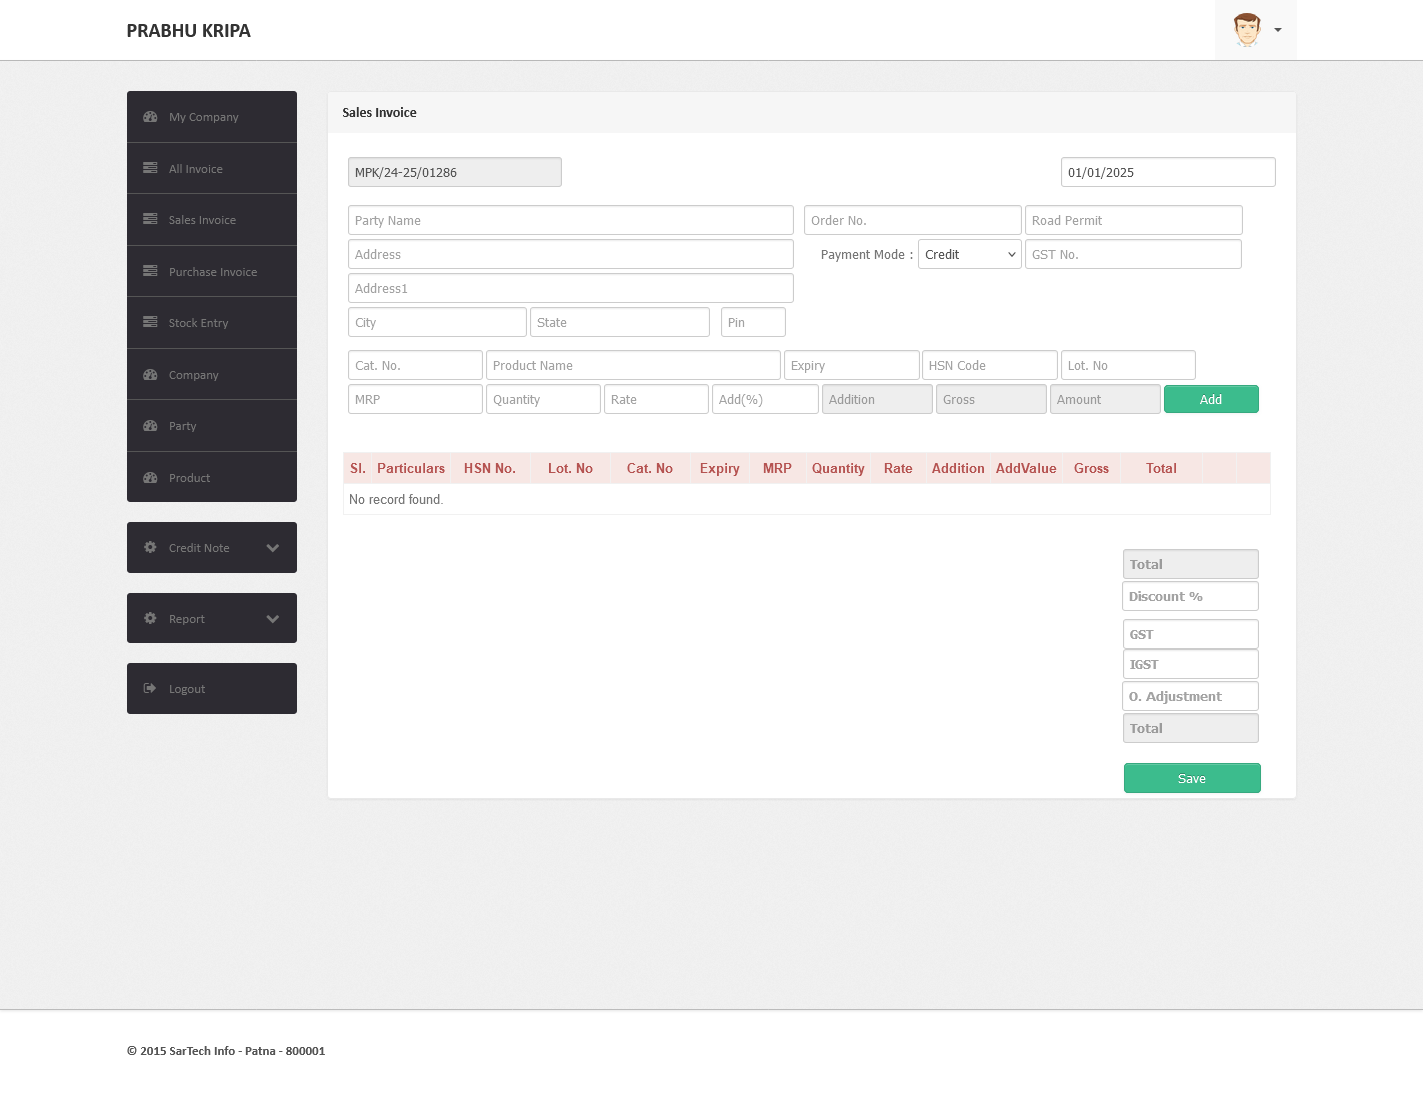 PRABHU KRIPA
My Company
All Invoice
Sales Invoice
Purchase Invoice
Stock Entry
Company
Party
Product
Credit Note
Report
Logout
Sales Invoice
MPK/24-25/01286 01/01/2025
Party Name Order No. Road Permit
Address Payment Mode : Credit GST No.
Address1
City State Pin
Cat. No. Product Name Expiry HSN Code Lot. No
MRP Quantity Rate Add(%) Addition Gross Amount Add
Sl. Particulars HSN No. Lot. No Cat. No Expiry MRP Quantity Rate Addition AddValue Gross Total
No record found.
Total
Discount %
GST
IGST
O. Adjustment
Total
Save
© 2015 SarTech Info - Patna - 800001